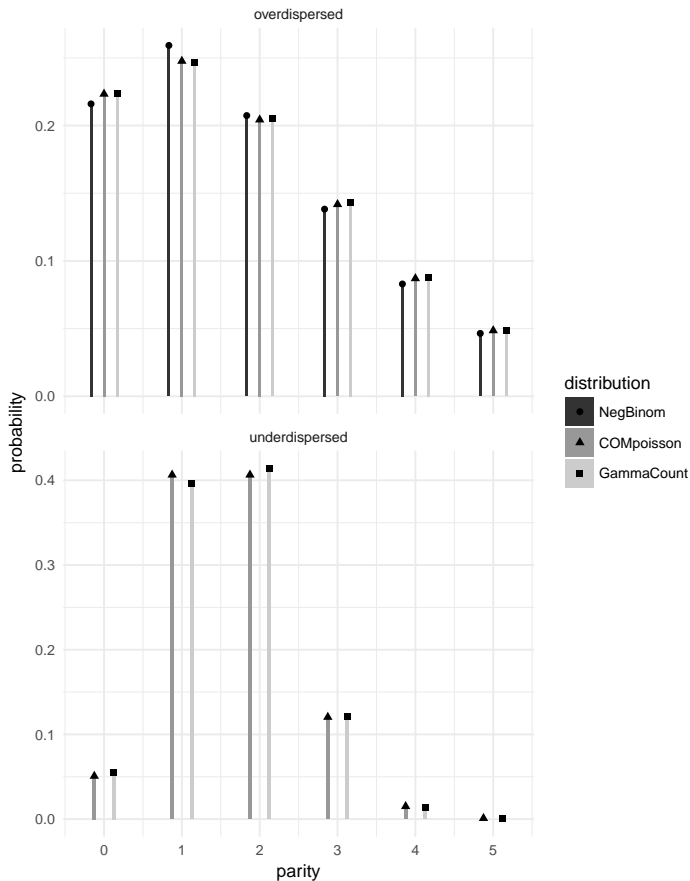 overdispersed
0.2
0.1
0.0
probability
underdispersed
0.4
0.3
0.2
0.1
0.0
0 1 2 3 4 5
parity
distribution
NegBinom
COMpoisson
GammaCount